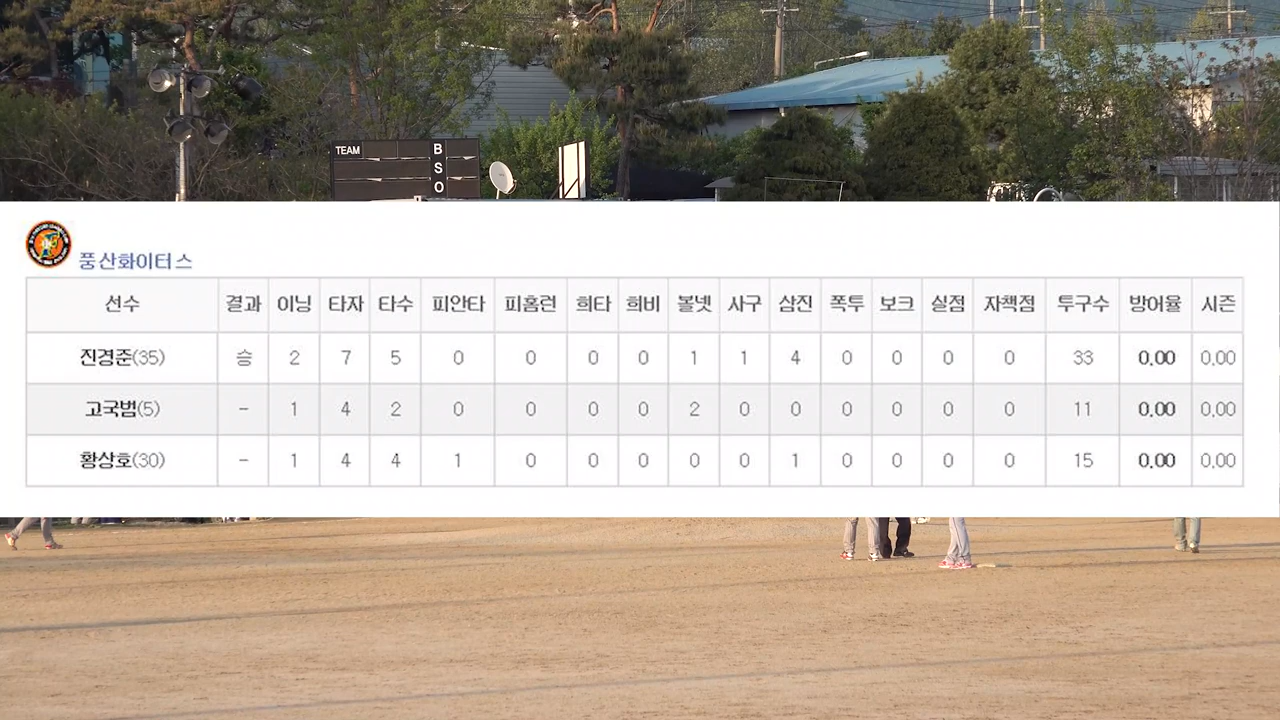 TEAM B
S
O
풍산화이터스
선수 결과 이닝 타자 타수 피안타 피홈런 희타 희비 볼넷 사구 삼진 폭투 보크 실점 자책점 투구수 방어율 시즌
진경준(35) 승 2 7 5 0 0 0 0 1 1 4 0 0 0 0 33 0.00 0.00
고국범(5) - 1 4 2 0 0 0 0 2 0 0 0 0 0 0 11 0.00 0.00
황상호(30) - 1 4 4 1 0 0 0 0 0 1 0 0 0 0 15 0.00 0.00